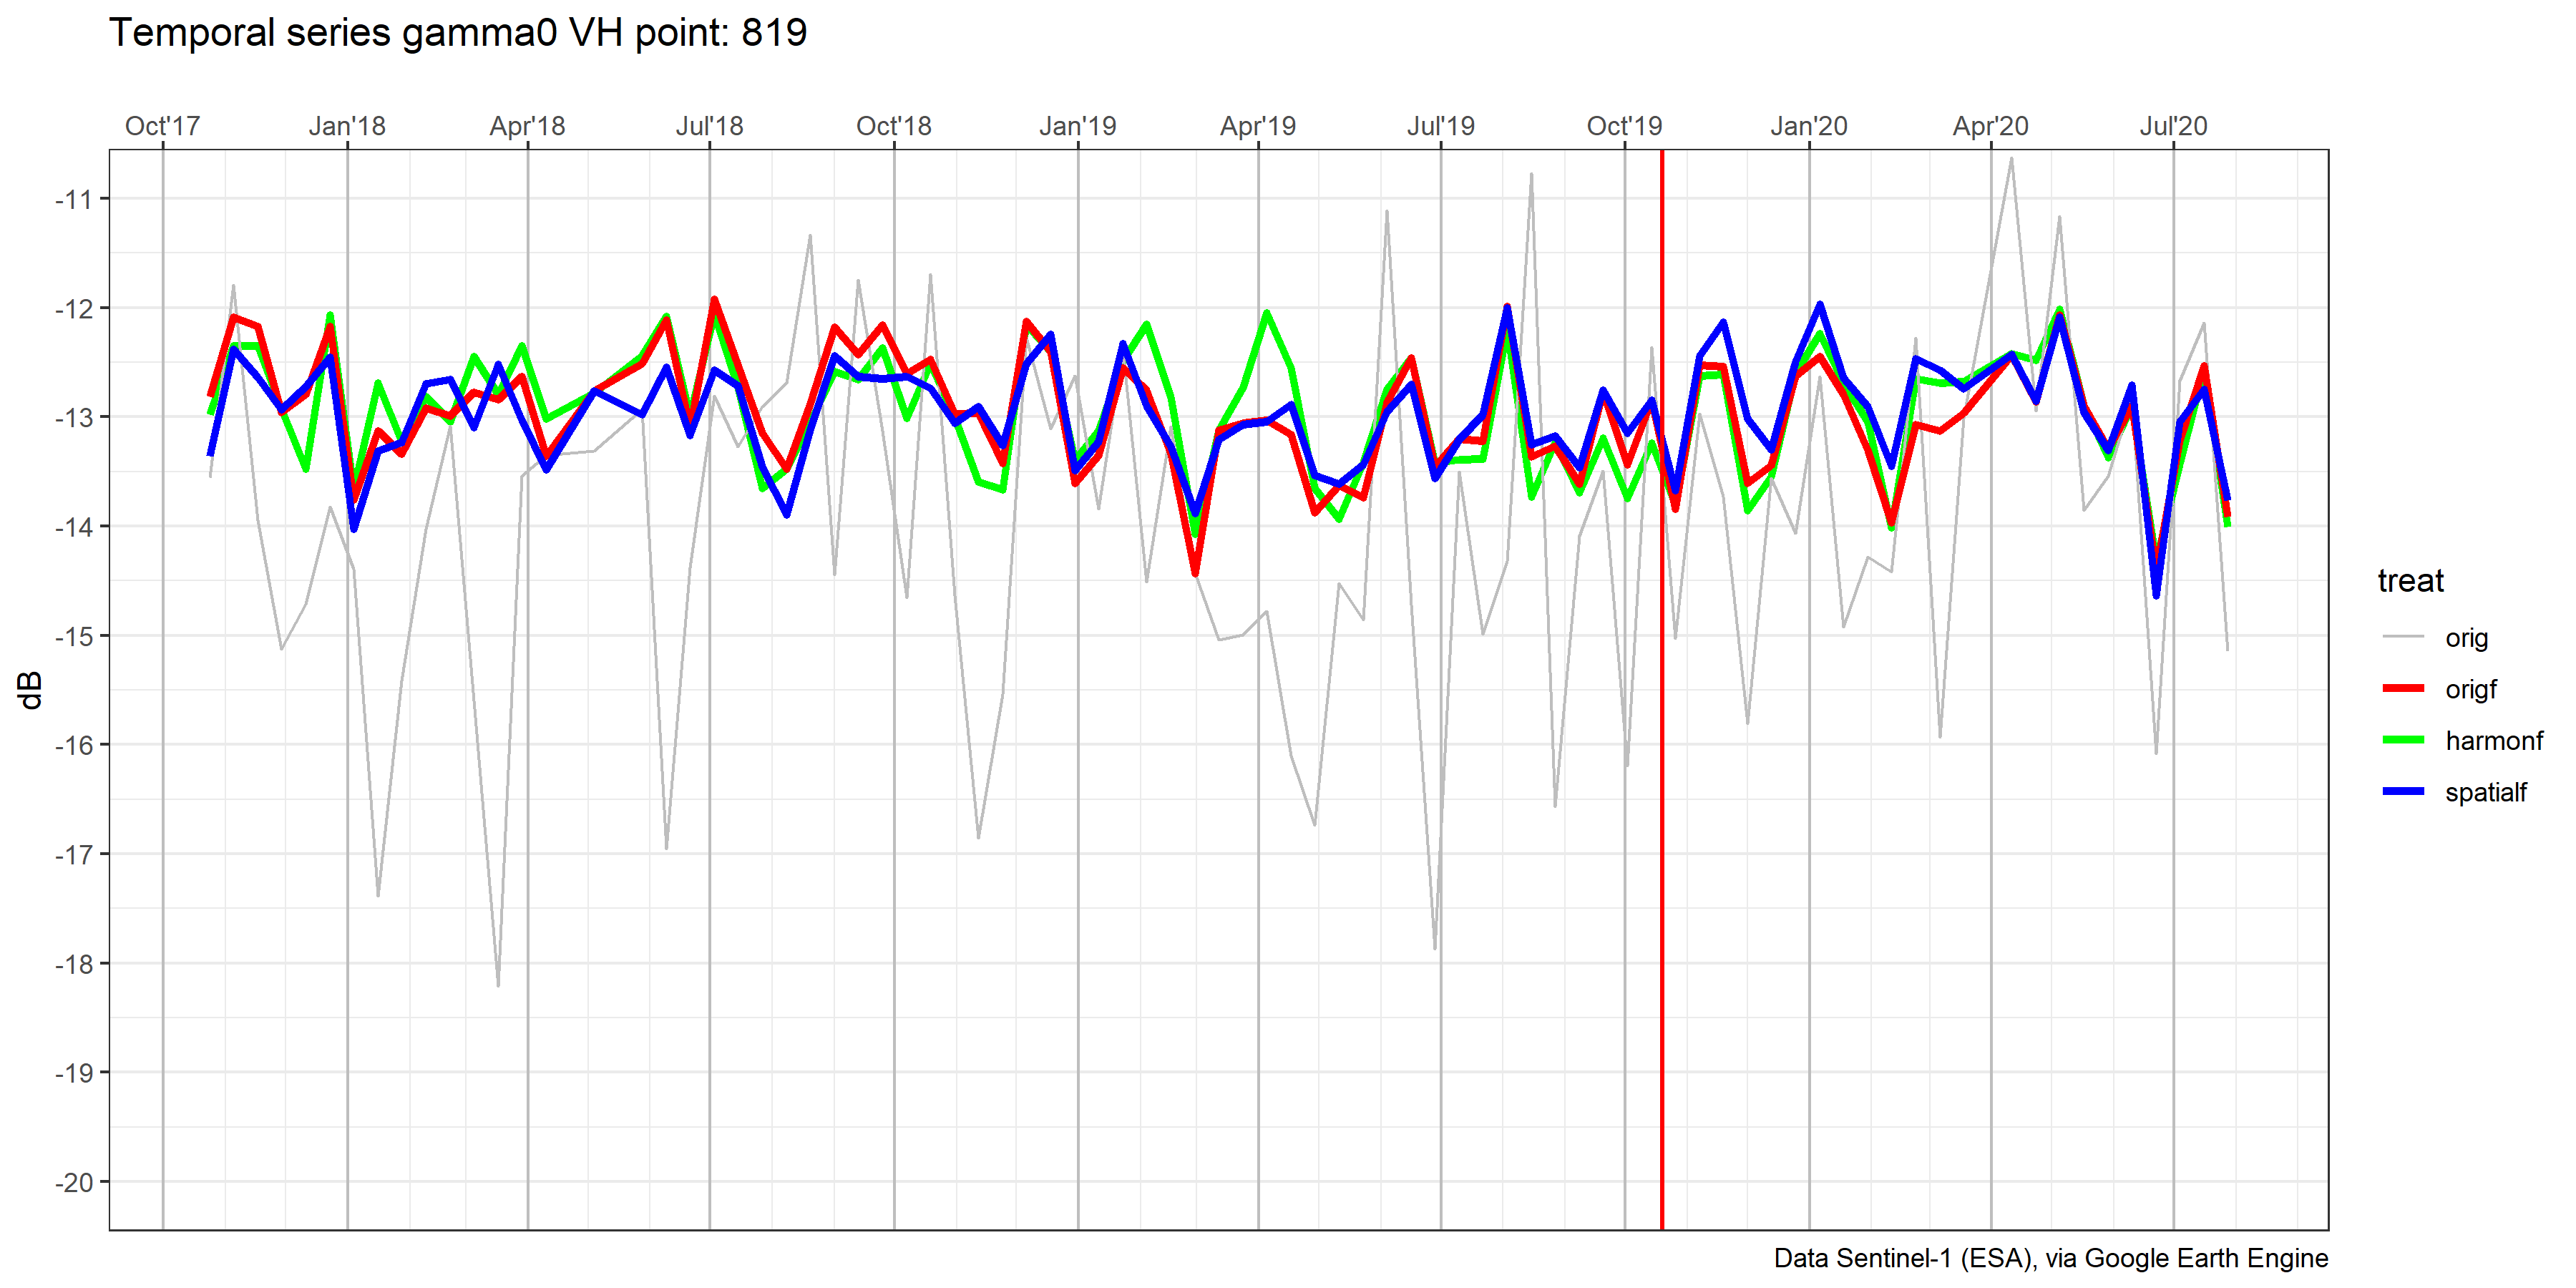 Temporal series gamma0 VH point: 819
Oct'17 Jan'18 Apr'18 Jul'18 Oct'18 Jan'19 Apr'19 Jul'19 Oct'19 Jan'20 Apr'20 Jul'20
-11
-12
-13
-14
-15
-16
-17
-18
-19
-20
dB
treat
orig
origf
harmonf
spatialf
Data Sentinel-1 (ESA), via Google Earth Engine